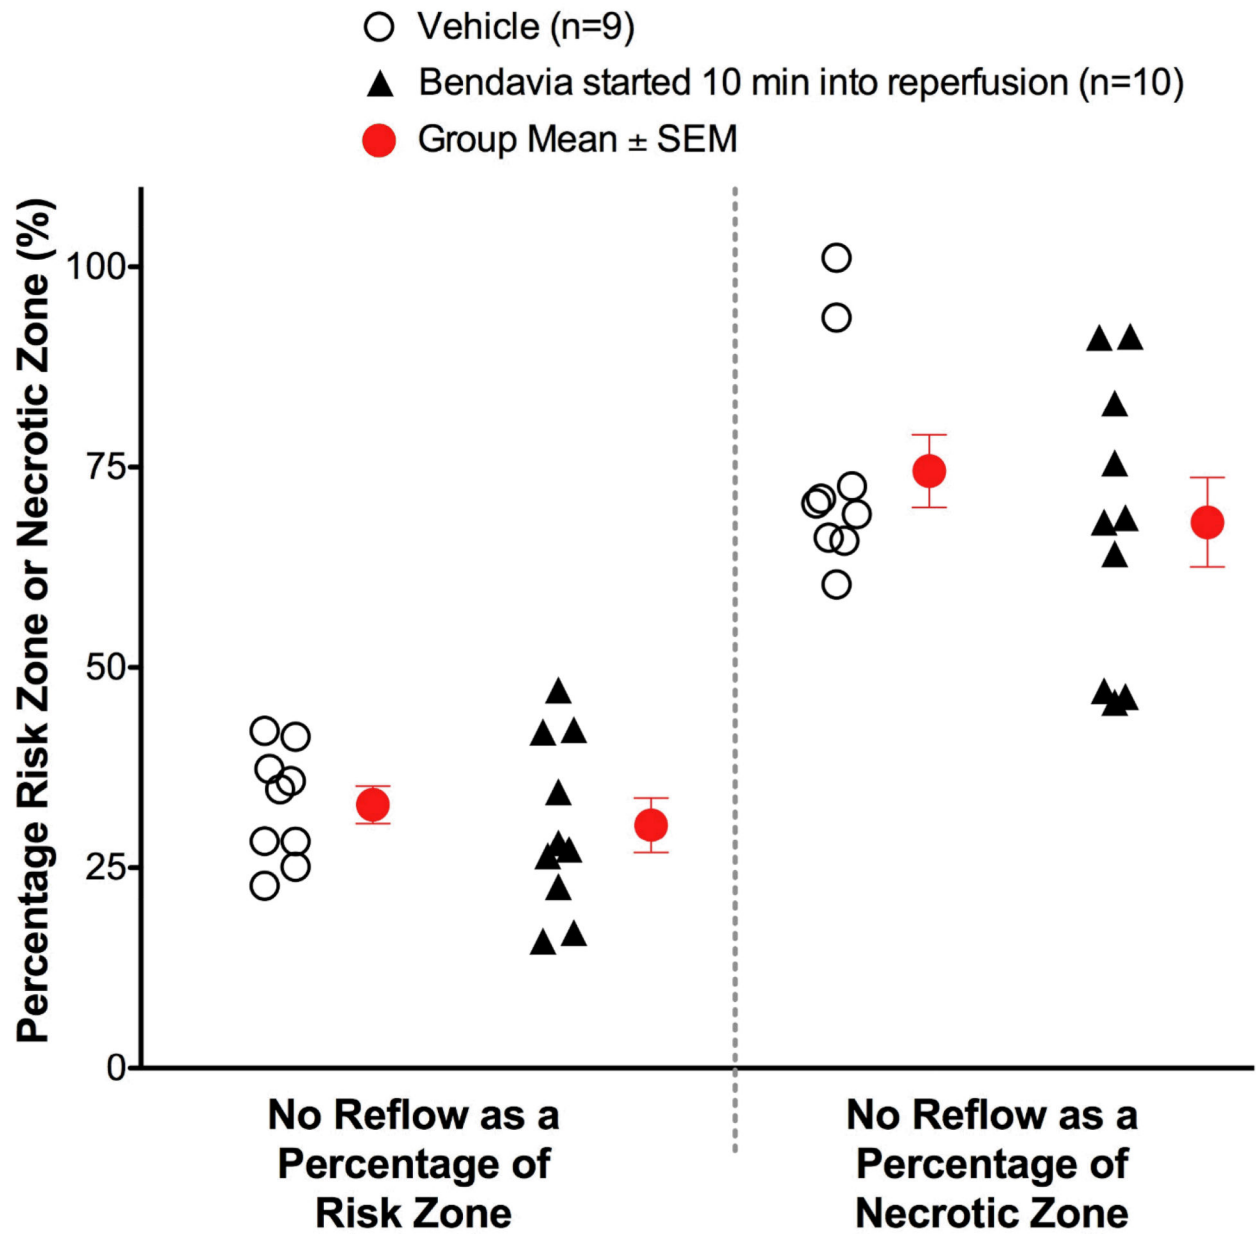 Vehicle (n=9)
Bendavia started 10 min into reperfusion (n=10)
Group Mean ± SEM
Percentage Risk Zone or Necrotic Zone (%)
100
75
50
25
0
No Reflow as a
Percentage of
Risk Zone
No Reflow as a
Percentage of
Necrotic Zone